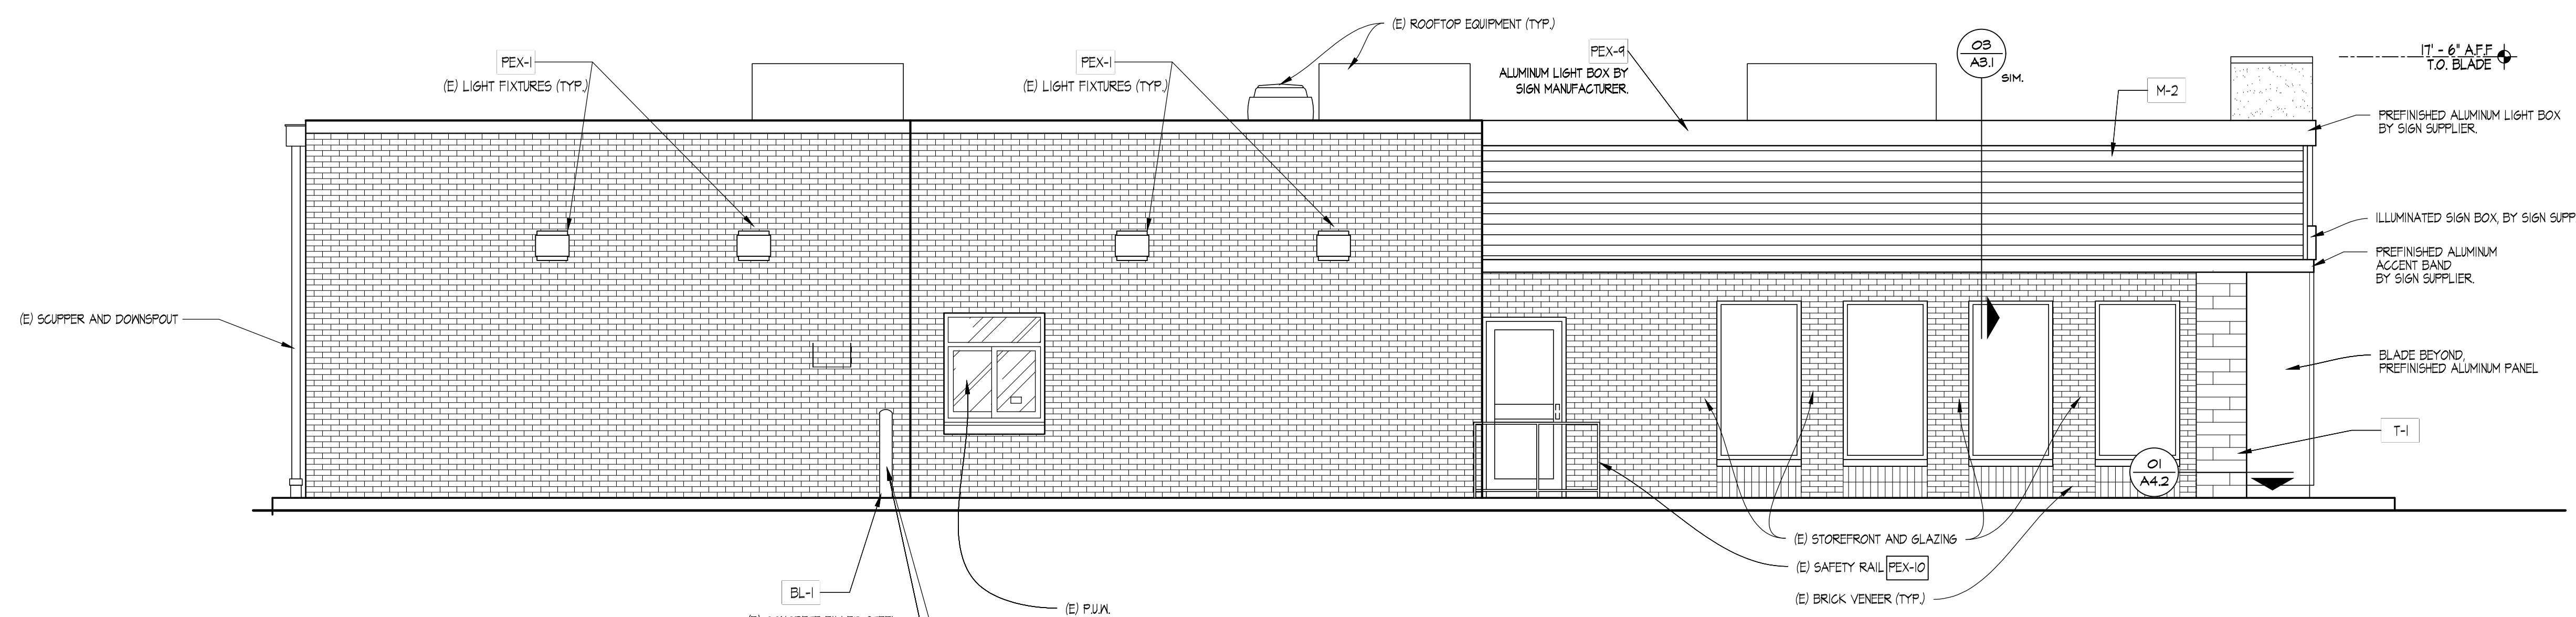 (E) ROOFTOP EQUIPMENT (TYP.)
PEX-1
(E) LIGHT FIXTURES (TYP.)
PEX-1
(E) LIGHT FIXTURES (TYP.)
PEX-9
ALUMINUM LIGHT BOX BY
SIGN MANUFACTURER.
03
A3.1
SIM.
17' - 6" A.F.F
T.O. BLADE
M-2
PREFINISHED ALUMINUM LIGHT BOX
BY SIGN SUPPLIER.
ILLUMINATED SIGN BOX, BY SIGN SUPP
PREFINISHED ALUMINUM
ACCENT BAND
BY SIGN SUPPLIER.
(E) SCUPPER AND DOWNSPOUT
BLADE BEYOND,
PREFINISHED ALUMINUM PANEL
T-1
01
A4.2
(E) STOREFRONT AND GLAZING
(E) SAFETY RAIL PEX-10
(E) BRICK VENEER (TYP.)
BL-1
(E) P.U.W.